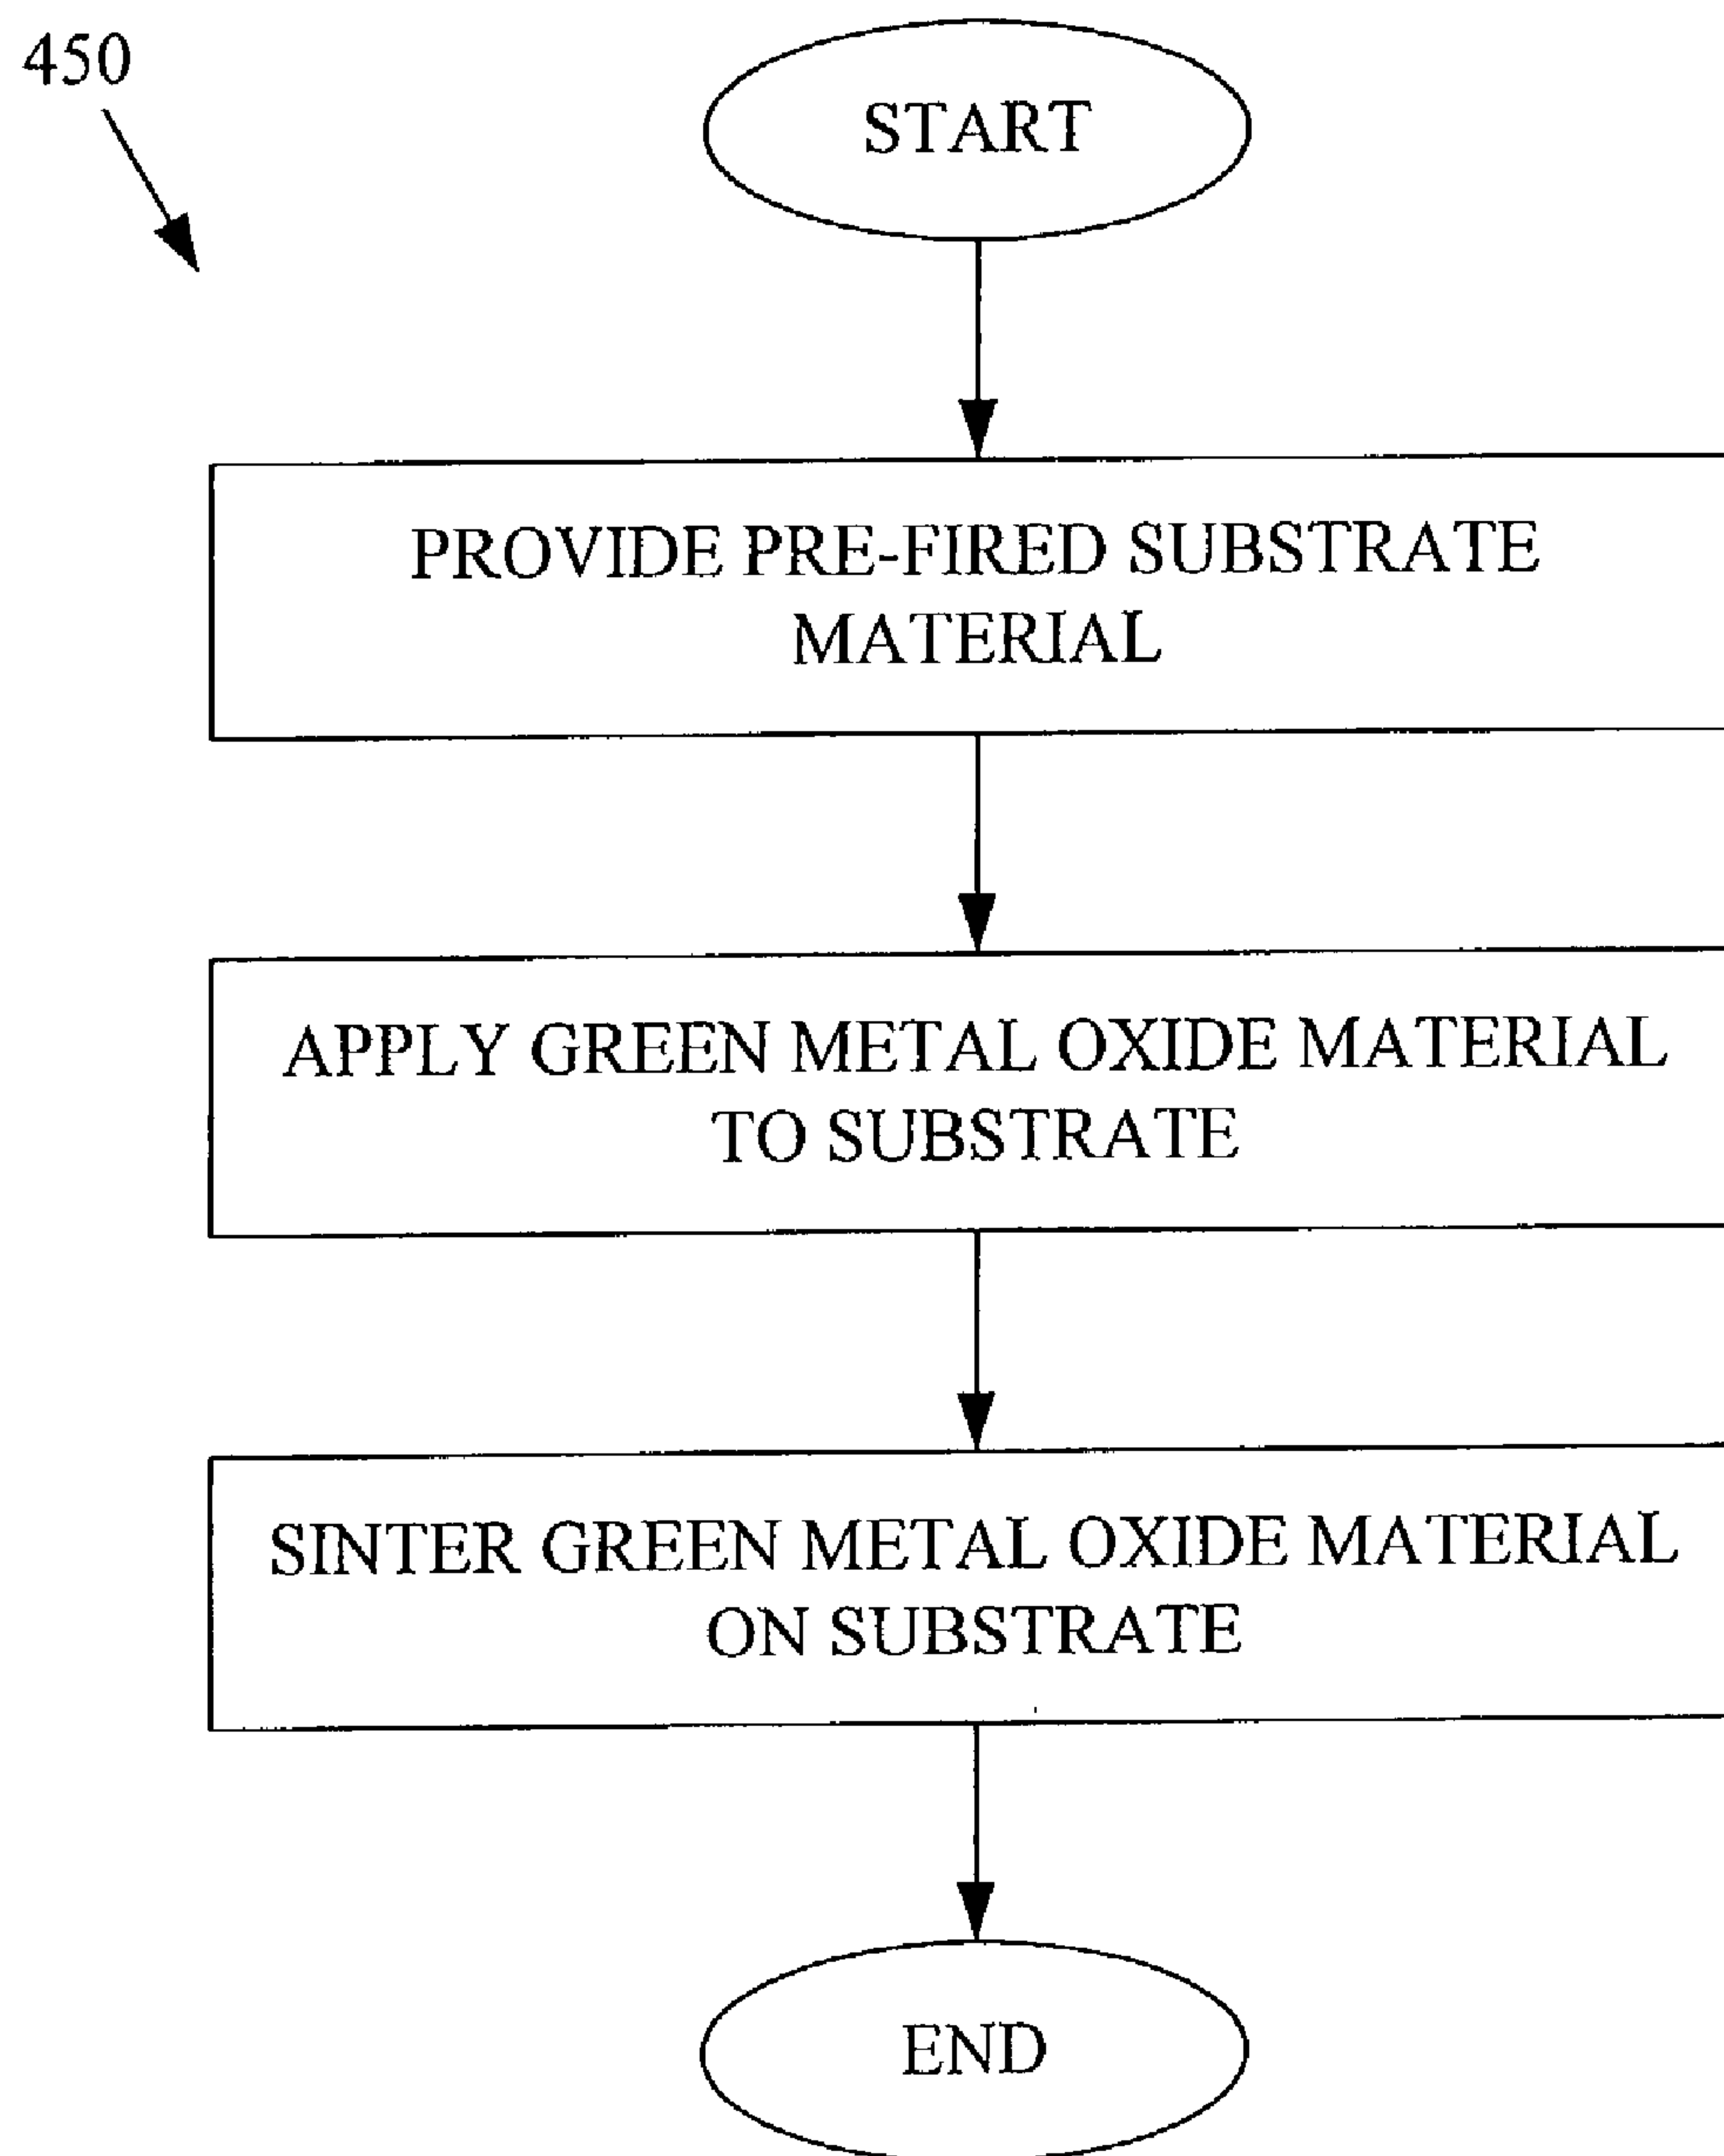 450
START
PROVIDE PRE-FIRED SUBSTRATE
MATERIAL
APPLY GREEN METAL OXIDE MATERIAL
TO SUBSTRATE
SINTER GREEN METAL OXIDE MATERIAL
ON SUBSTRATE
END